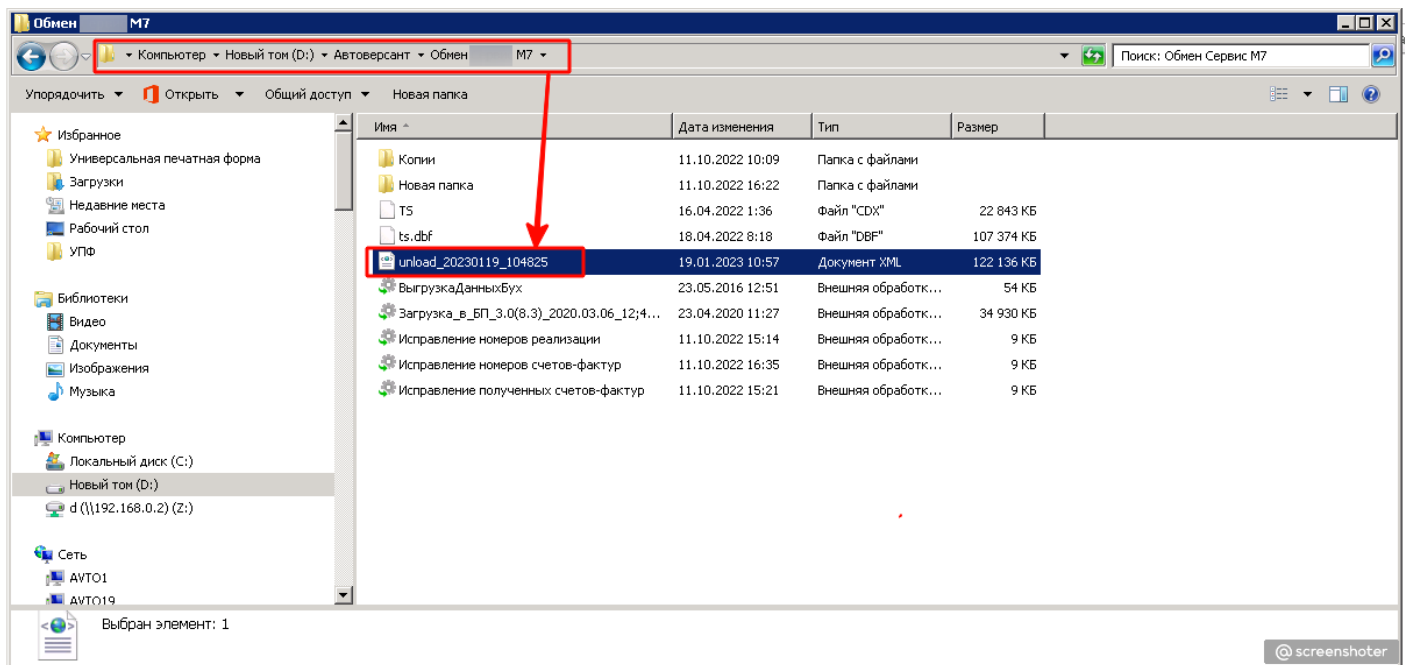 Обмен М7
Компьютер Новый том (D:) Автоверсант Обмен М7
Поиск: Обмен Сервис М7
Упорядочить Открыть Общий доступ Новая папка
Избранное
Универсальная печатная форма
Загрузки
Недавние места
Рабочий стол
УПФ
Библиотеки
Видео
Документы
Изображения
Музыка
Компьютер
Локальный диск (C:)
Новый том (D:)
d (\\192.168.0.2) (Z:)
Сеть
AVTO1
AVTO19
Имя Дата изменения Тип Размер
Копии 11.10.2022 10:09 Папка с файлами
Новая папка 11.10.2022 16:22 Папка с файлами
TS 16.04.2022 1:36 Файл "CDX" 22 843 КБ
ts.dbf 18.04.2022 8:18 Файл "DBF" 107 374 КБ
unload_20230119_104825 19.01.2023 10:57 Документ XML 122 136 КБ
ВыгрузкаДанныхБух 23.05.2016 12:51 Внешняя обработк... 54 КБ
Загрузка_в_БП_3.0(8.3)_2020.03.06_12;4... 23.04.2020 11:27 Внешняя обработк... 34 930 КБ
Исправление номеров реализации 11.10.2022 15:14 Внешняя обработк... 9 КБ
Исправление номеров счетов-фактур 11.10.2022 16:35 Внешняя обработк... 9 КБ
Исправление полученных счетов-фактур 11.10.2022 15:21 Внешняя обработк... 9 КБ
Выбран элемент: 1
@screenshoter